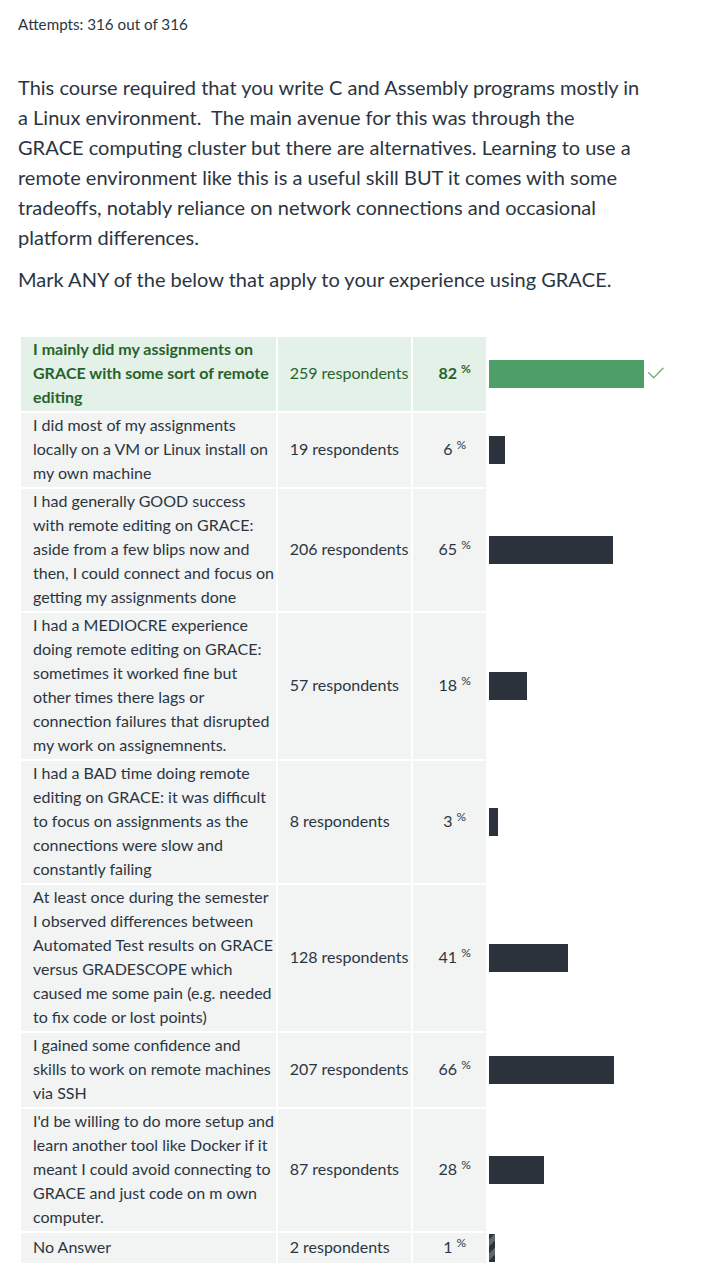 Attempts: 316 out of 316
This course required that you write C and Assembly programs mostly in
a Linux environment.  The main avenue for this was through the
GRACE computing cluster but there are alternatives. Learning to use a
remote environment like this is a useful skill BUT it comes with some
tradeoffs, notably reliance on network connections and occasional
platform differences.
Mark ANY of the below that apply to your experience using GRACE.
I mainly did my assignments on
GRACE with some sort of remote
editing
259 respondents
82 %
I did most of my assignments
locally on a VM or Linux install on
my own machine
19 respondents
6 %
I had generally GOOD success
with remote editing on GRACE:
aside from a few blips now and
then, I could connect and focus on
getting my assignments done
206 respondents
65 %
I had a MEDIOCRE experience
doing remote editing on GRACE:
sometimes it worked fine but
other times there lags or
connection failures that disrupted
my work on assignemnents.
57 respondents
18 %
I had a BAD time doing remote
editing on GRACE: it was difficult
to focus on assignments as the
connections were slow and
constantly failing
8 respondents
3 %
At least once during the semester
I observed differences between
Automated Test results on GRACE
versus GRADESCOPE which
caused me some pain (e.g. needed
to fix code or lost points)
128 respondents
41 %
I gained some confidence and
skills to work on remote machines
via SSH
207 respondents
66 %
I'd be willing to do more setup and
learn another tool like Docker if it
meant I could avoid connecting to
GRACE and just code on m own
computer.
87 respondents
28 %
No Answer
2 respondents
1 %